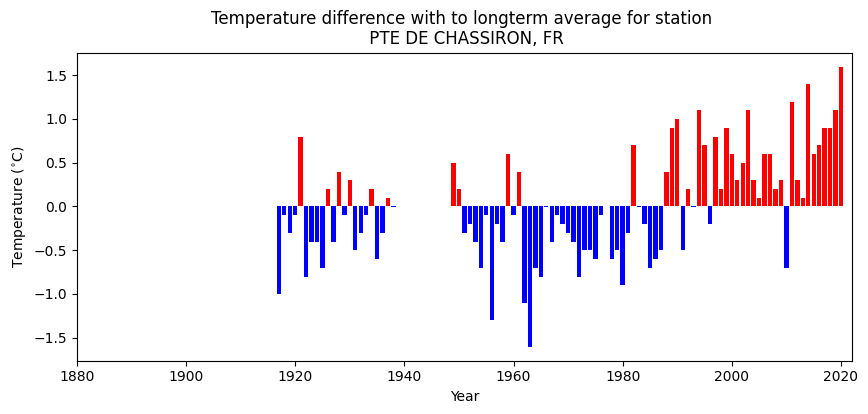 Temperature difference with to longterm average for station
PTE DE CHASSIRON, FR
Temperature (°C)
1.5
1.0
0.5
0.0
−0.5
−1.0
−1.5
1880 1900 1920 1940 1960 1980 2000 2020
Year